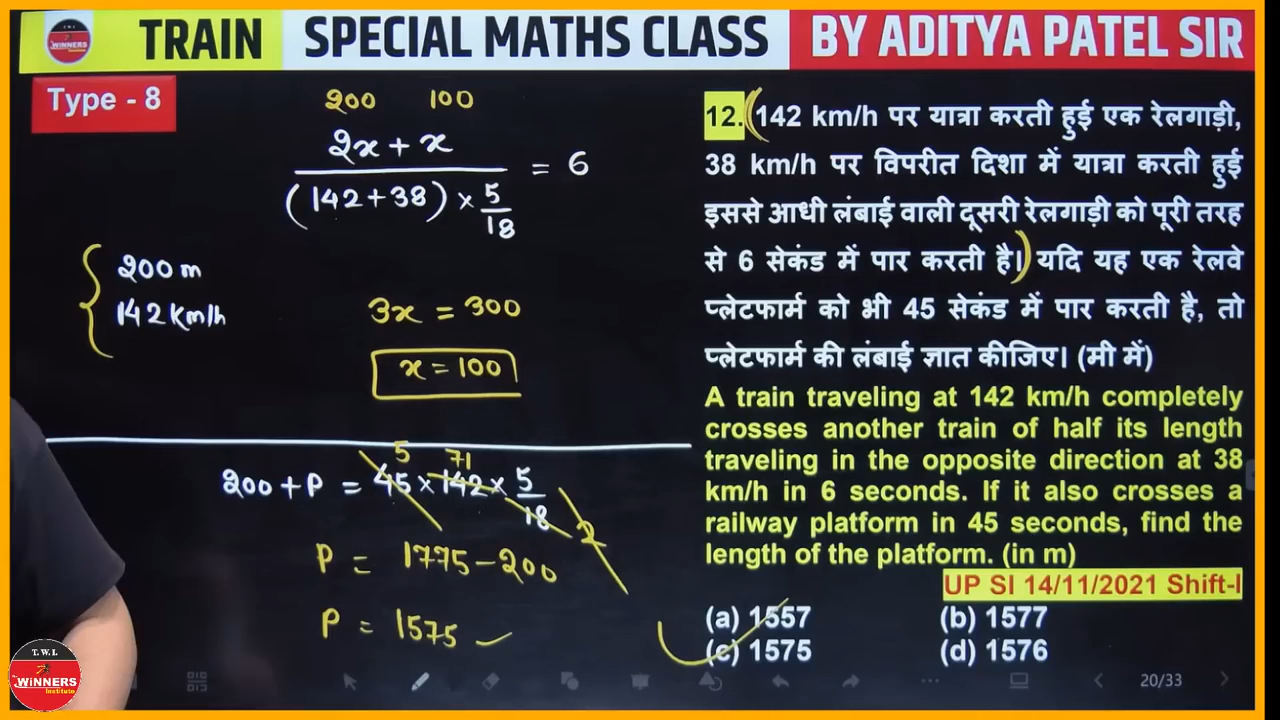 WiNNERS
TRAIN SPECIAL MATHS CLASS BY ADITYA PATEL SIR
Type - 8
200 100
2x + x
(142+38) × 5/18 = 6
200 m
142 Km/h
3x = 300
x = 100
200 + P = 45 × 142 × 5/18
5 71
2
P = 1775 - 200
P = 1575
12. 142 km/h पर यात्रा करती हुई एक रेलगाड़ी,
38 km/h पर विपरीत दिशा में यात्रा करती हुई
इससे आधी लंबाई वाली दूसरी रेलगाड़ी को पूरी तरह
से 6 सेकंड में पार करती है। यदि यह एक रेलवे
प्लेटफार्म को भी 45 सेकंड में पार करती है, तो
प्लेटफार्म की लंबाई ज्ञात कीजिए। (मी में)
A train traveling at 142 km/h completely
crosses another train of half its length
traveling in the opposite direction at 38
km/h in 6 seconds. If it also crosses a
railway platform in 45 seconds, find the
length of the platform. (in m)
UP SI 14/11/2021 Shift-I
(a) 1557 (b) 1577
(c) 1575 (d) 1576
20/33
T.W.I.
WiNNERS
Institute